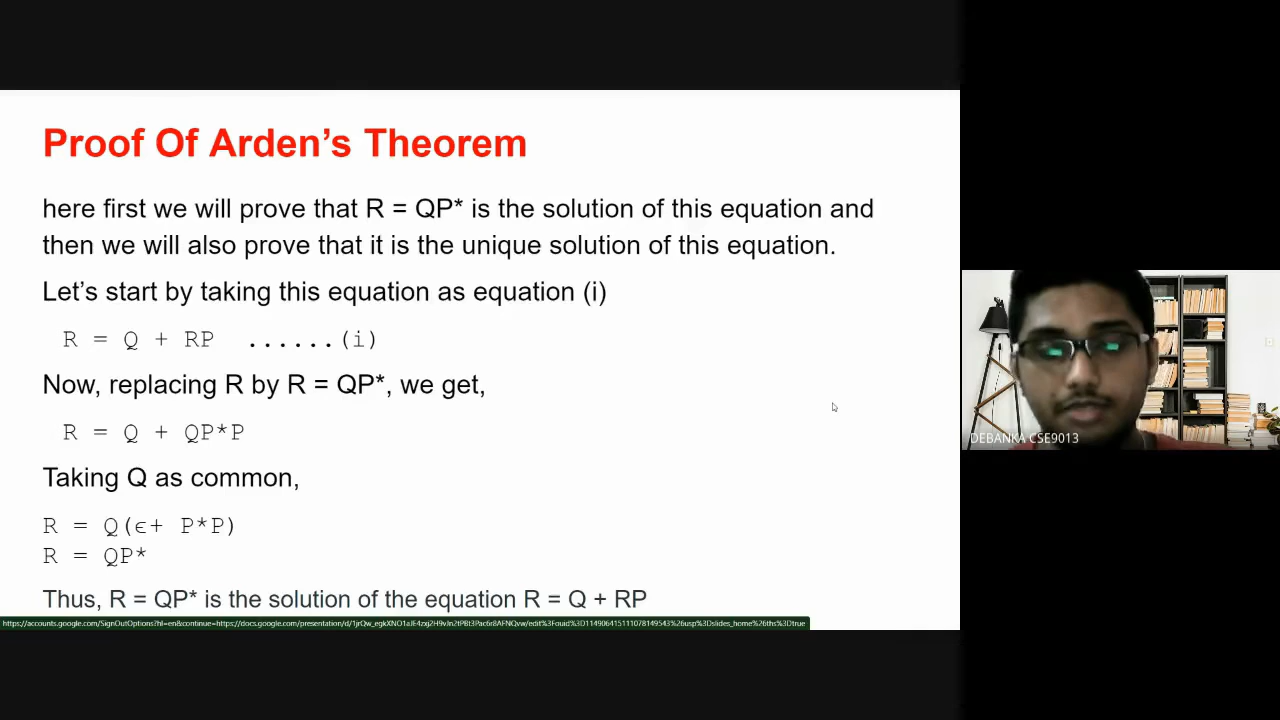 Proof Of Arden’s Theorem
here first we will prove that R = QP* is the solution of this equation and
then we will also prove that it is the unique solution of this equation.
Let’s start by taking this equation as equation (i)
R = Q + RP ......(i)
Now, replacing R by R = QP*, we get,
R = Q + QP*P
Taking Q as common,
R = Q(ϵ+ P*P)
R = QP*
Thus, R = QP* is the solution of the equation R = Q + RP
DEBANKA CSE9013